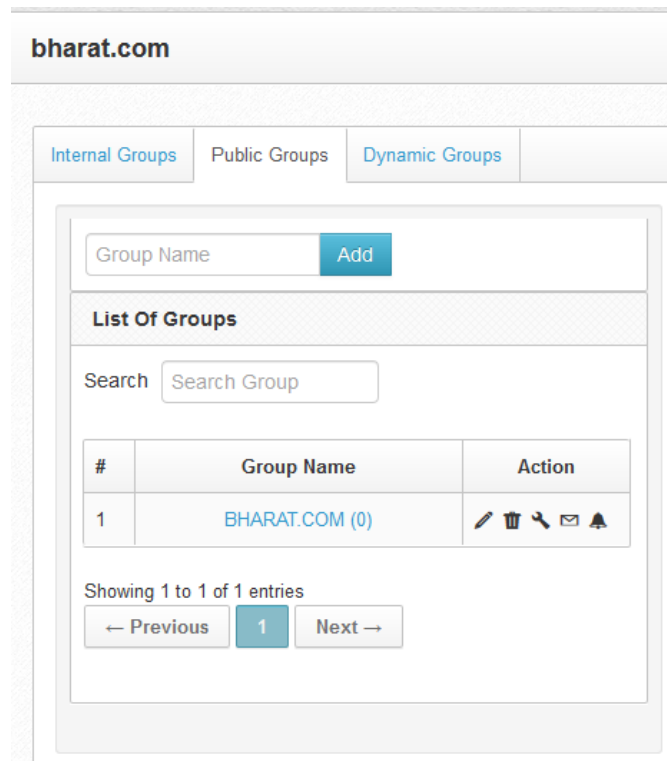 bharat.com
Internal Groups Public Groups Dynamic Groups
Group Name Add
List Of Groups
Search Search Group
# Group Name Action
1 BHARAT.COM (0)
Showing 1 to 1 of 1 entries
← Previous 1 Next →